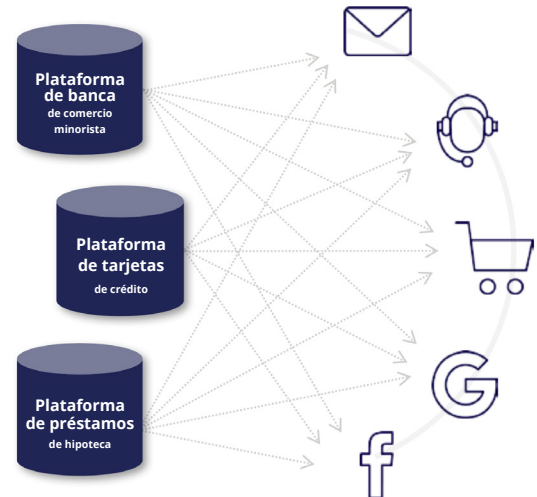 Plataforma
de banca
de comercio
minorista
Plataforma
de tarjetas
de crédito
Plataforma
de préstamos
de hipoteca